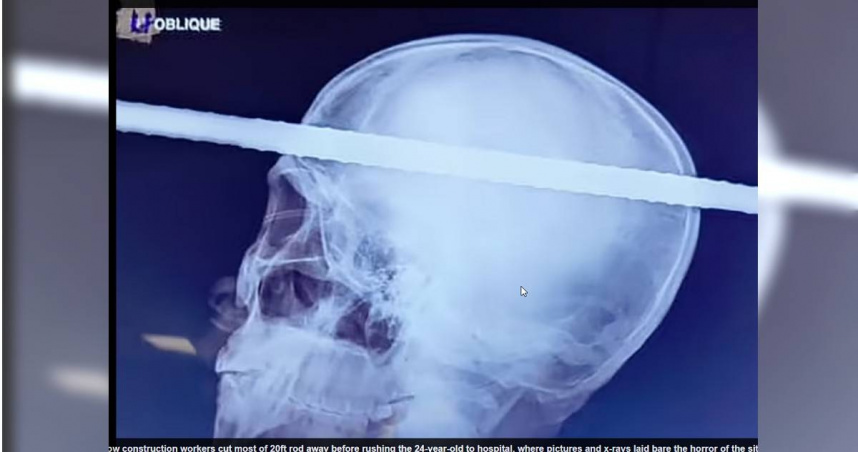 OBLIQUE
ow construction workers cut most of 20ft rod away before rushing the 24-year-old to hospital, where pictures and x-rays laid bare the horror of the sit